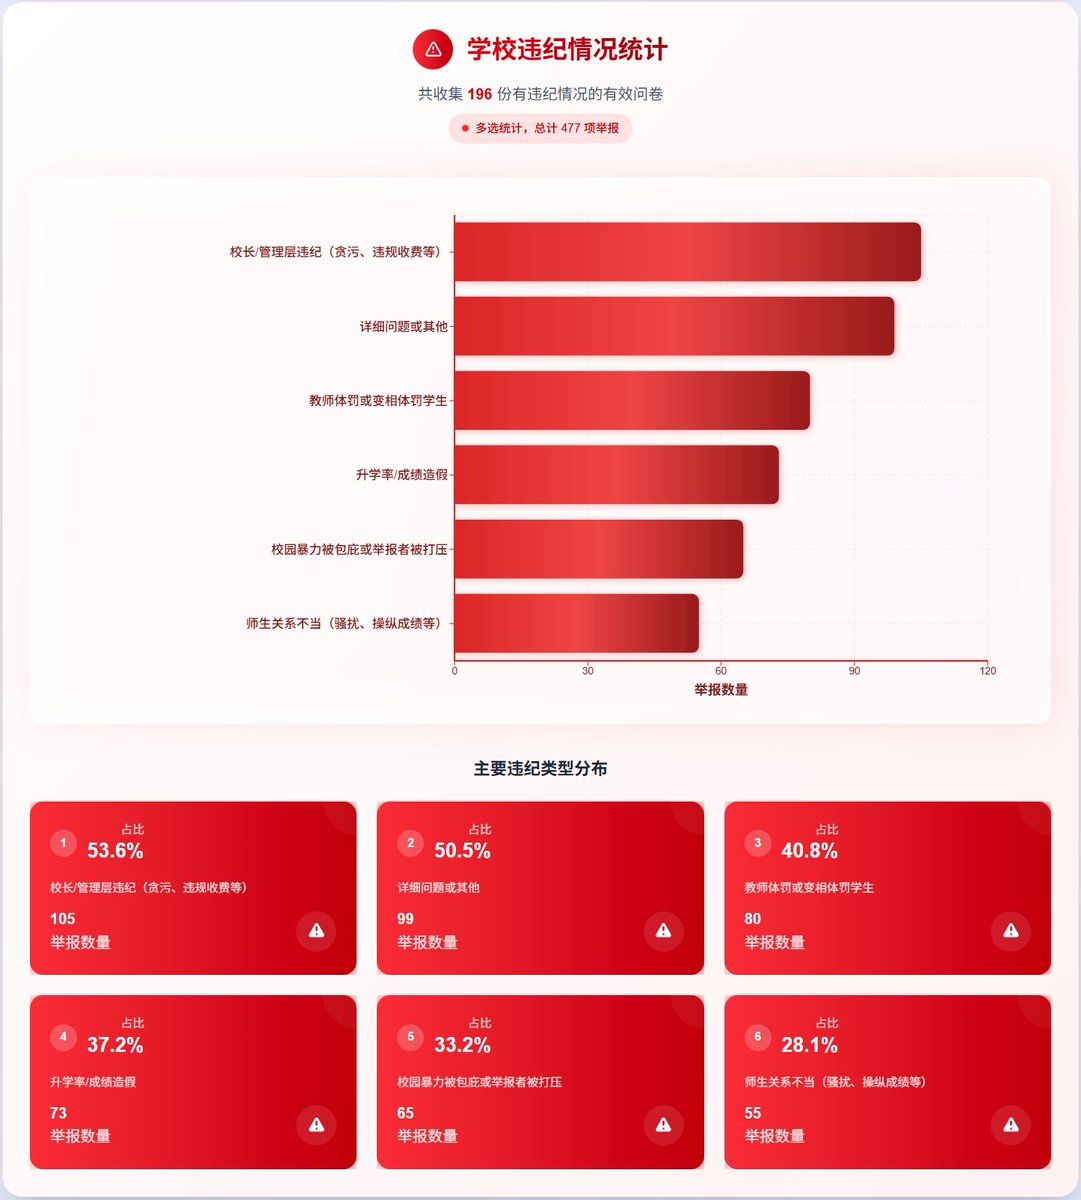 学校违纪情况统计
共收集 196 份有违纪情况的有效问卷
多选统计，总计 477 项举报
校长/管理层违纪（贪污、违规收费等）
详细问题或其他
教师体罚或变相体罚学生
升学率/成绩造假
校园暴力被包庇或举报者被打压
师生关系不当（骚扰、操纵成绩等）
0 30 60 90 120
举报数量
主要违纪类型分布
1
占比
53.6%
校长/管理层违纪（贪污、违规收费等）
105
举报数量
2
占比
50.5%
详细问题或其他
99
举报数量
3
占比
40.8%
教师体罚或变相体罚学生
80
举报数量
4
占比
37.2%
升学率/成绩造假
73
举报数量
5
占比
33.2%
校园暴力被包庇或举报者被打压
65
举报数量
6
占比
28.1%
师生关系不当（骚扰、操纵成绩等）
55
举报数量